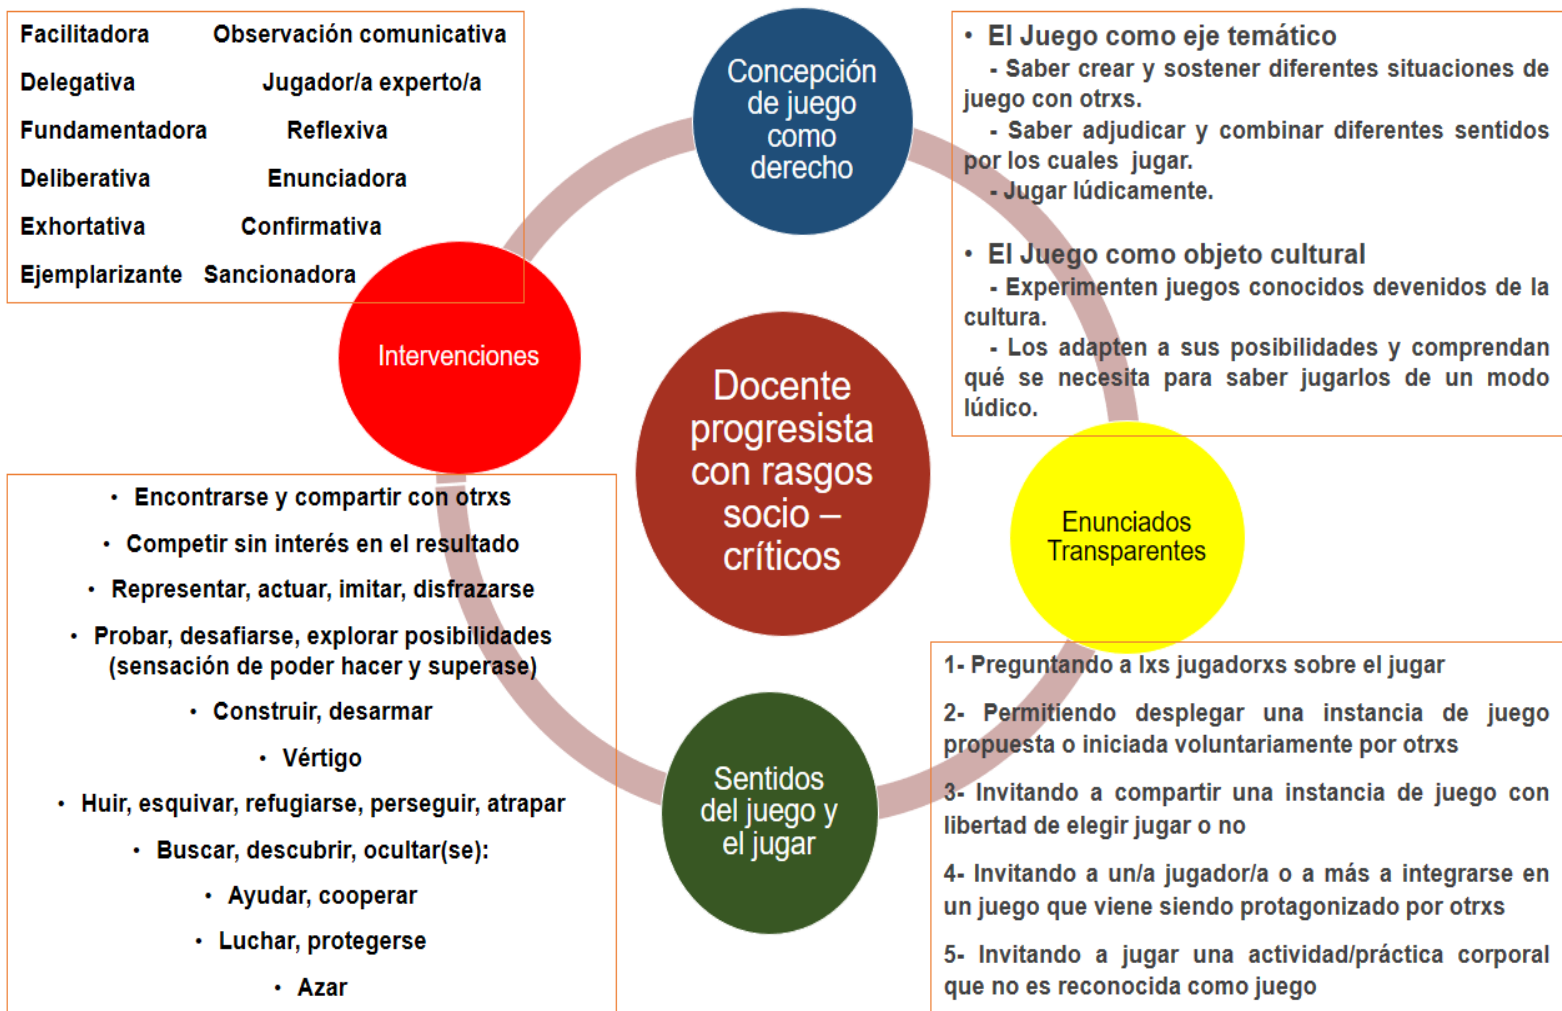 Facilitadora Observación comunicativa
Delegativa Jugador/a experto/a
Fundamentadora Reflexiva
Deliberativa Enunciadora
Exhortativa Confirmativa
Ejemplarizante Sancionadora
Concepción
de juego
como
derecho
• El Juego como eje temático
- Saber crear y sostener diferentes situaciones de
juego con otrxs.
- Saber adjudicar y combinar diferentes sentidos
por los cuales jugar.
- Jugar lúdicamente.
• El Juego como objeto cultural
- Experimenten juegos conocidos devenidos de la
cultura.
- Los adapten a sus posibilidades y comprendan
qué se necesita para saber jugarlos de un modo
lúdico.
Intervenciones
Docente
progresista
con rasgos
socio –
críticos
Enunciados
Transparentes
• Encontrarse y compartir con otrxs
• Competir sin interés en el resultado
• Representar, actuar, imitar, disfrazarse
• Probar, desafiarse, explorar posibilidades
(sensación de poder hacer y superase)
• Construir, desarmar
• Vértigo
• Huir, esquivar, refugiarse, perseguir, atrapar
• Buscar, descubrir, ocultar(se):
• Ayudar, cooperar
• Luchar, protegerse
• Azar
Sentidos
del juego y
el jugar
1- Preguntando a lxs jugadorxs sobre el jugar
2- Permitiendo desplegar una instancia de juego
propuesta o iniciada voluntariamente por otrxs
3- Invitando a compartir una instancia de juego con
libertad de elegir jugar o no
4- Invitando a un/a jugador/a o a más a integrarse en
un juego que viene siendo protagonizado por otrxs
5- Invitando a jugar una actividad/práctica corporal
que no es reconocida como juego